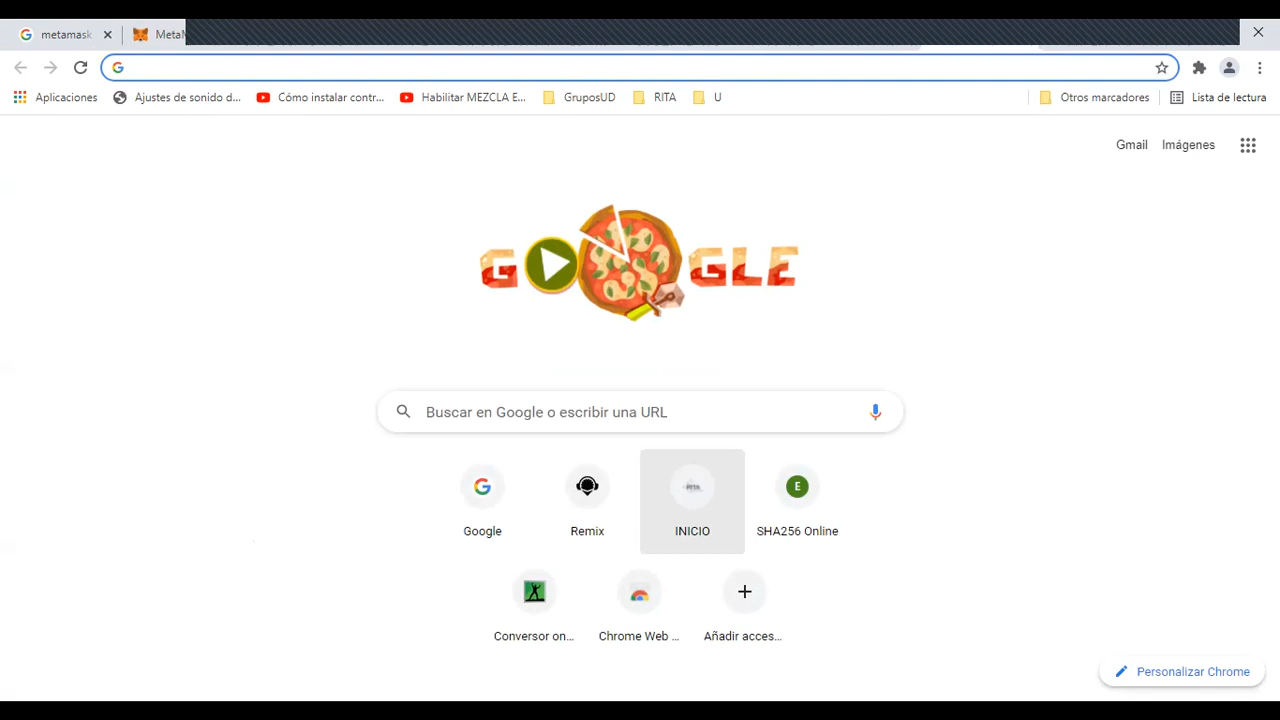 metamask
Aplicaciones
Ajustes de sonido d...
Cómo instalar contr...
Habilitar MEZCLA E...
GruposUD
RITA
U
Otros marcadores
Lista de lectura
Gmail Imágenes
GOOGLE
Buscar en Google o escribir una URL
Google
Remix
INICIO
E
SHA256 Online
Conversor on...
Chrome Web ...
Añadir acces...
Personalizar Chrome